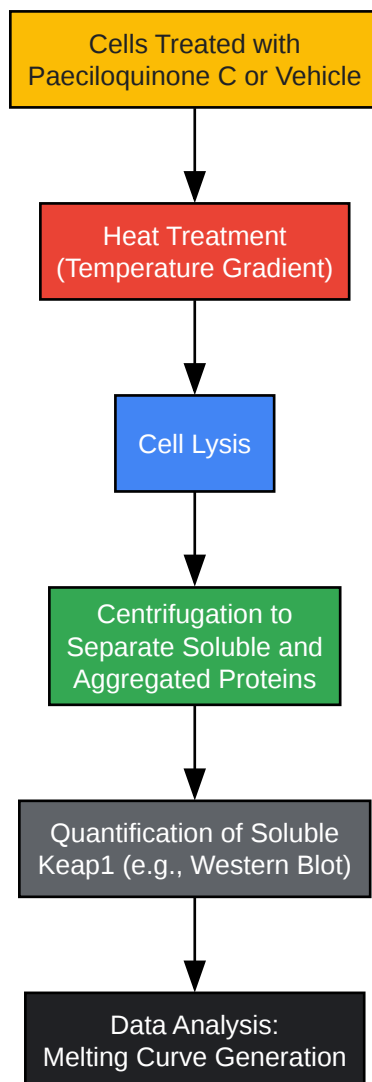 Cells Treated with
Paeciloquinone C or Vehicle
Heat Treatment
(Temperature Gradient)
Cell Lysis
Centrifugation to
Separate Soluble and
Aggregated Proteins
Quantification of Soluble
Keap1 (e.g., Western Blot)
Data Analysis:
Melting Curve Generation